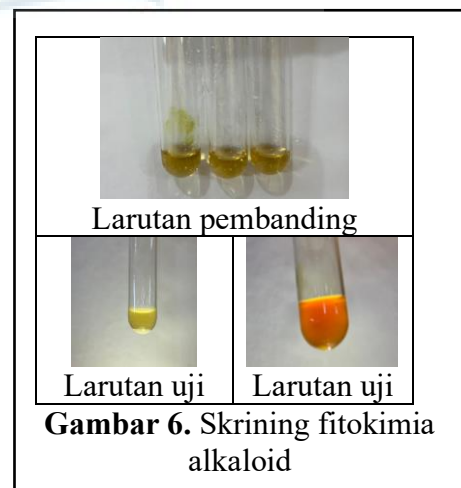 Larutan pembanding
Larutan uji
Larutan uji
Gambar 6. Skrining fitokimia
alkaloid